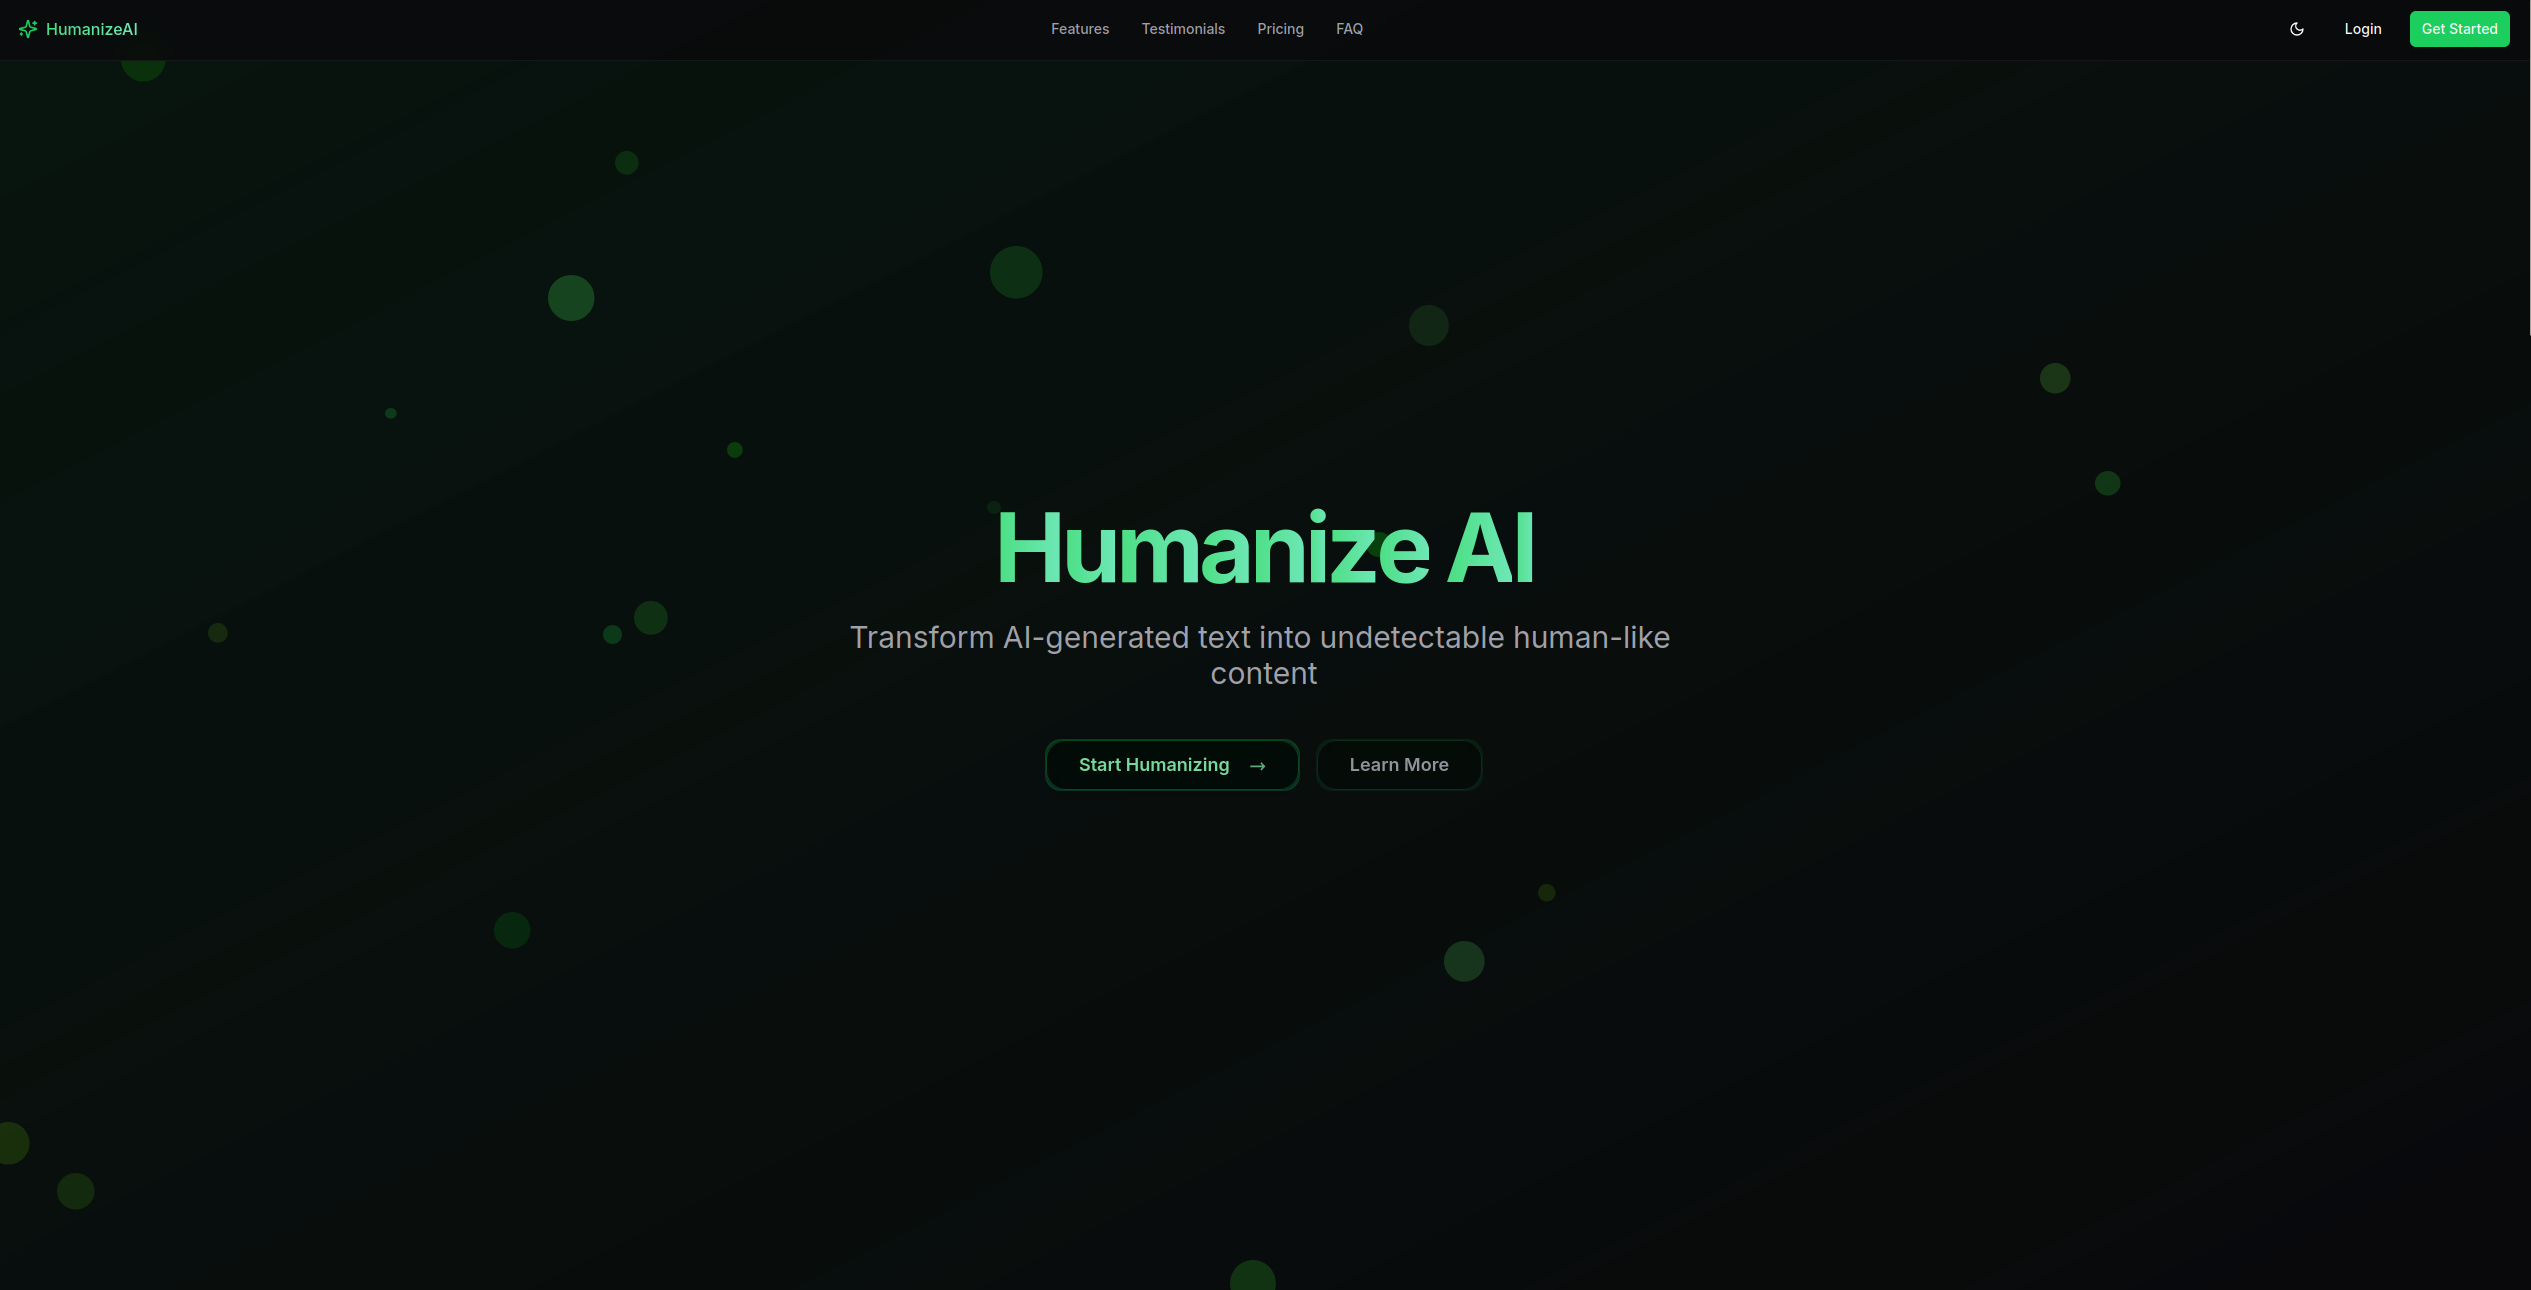 HumanizeAI
Features
Testimonials
Pricing
FAQ
Login
Get Started
Humanize AI
Transform AI-generated text into undetectable human-like
content
Start Humanizing →
Learn More